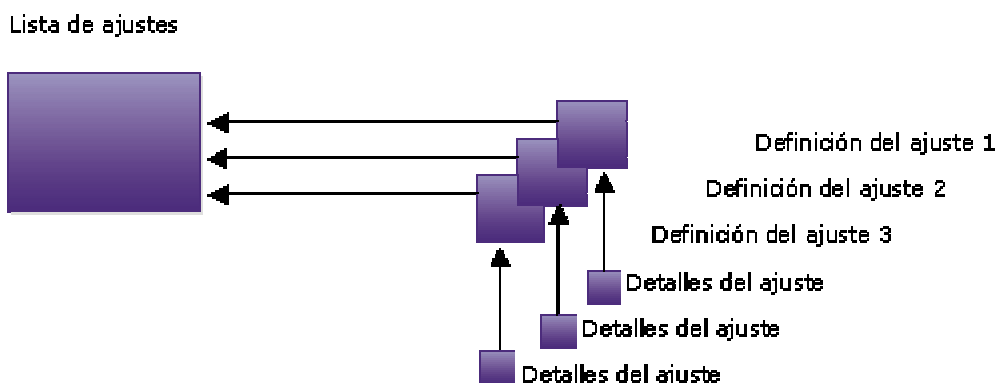 Lista de ajustes
Definición del ajuste 1
Definición del ajuste 2
Definición del ajuste 3
Detalles del ajuste
Detalles del ajuste
Detalles del ajuste